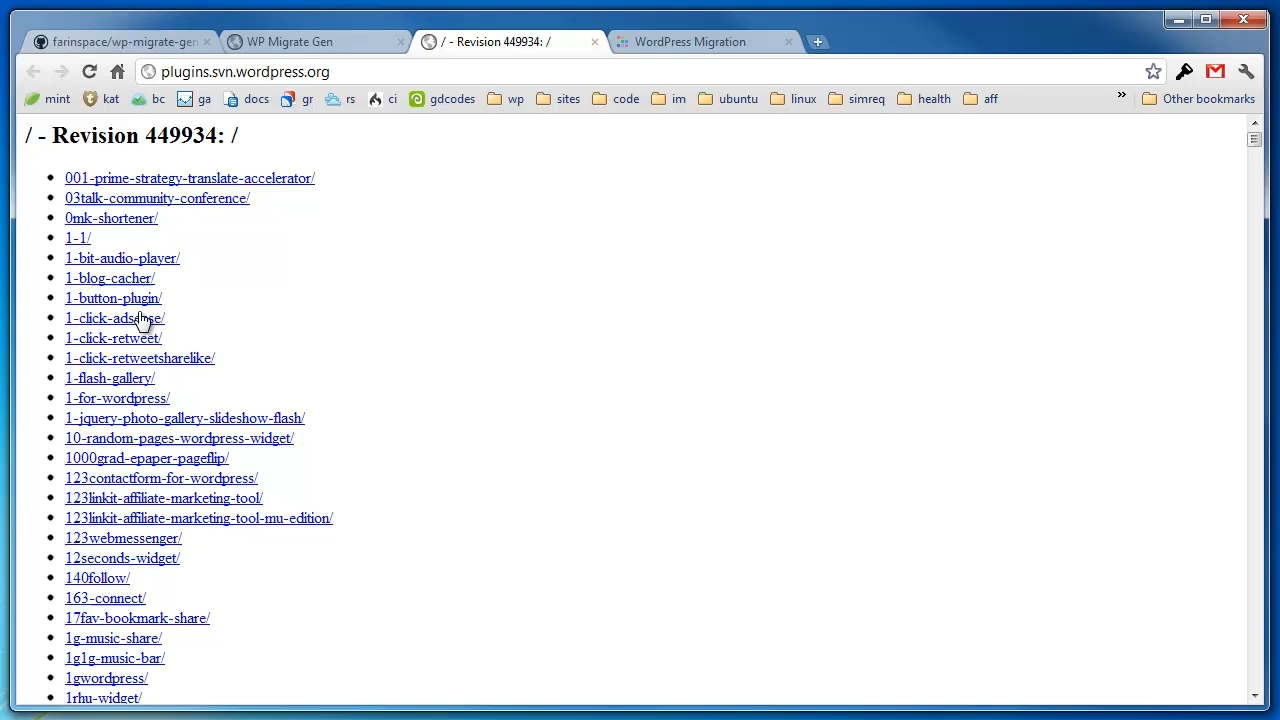 farinspace/wp-migrate-gen
WP Migrate Gen
/ - Revision 449934: /
WordPress Migration
plugins.svn.wordpress.org
mint kat bc ga docs gr rs ci gdcodes wp sites code im ubuntu linux simreq health aff » Other bookmarks
/ - Revision 449934: /
001-prime-strategy-translate-accelerator/
03talk-community-conference/
0mk-shortener/
1-1/
1-bit-audio-player/
1-blog-cacher/
1-button-plugin/
1-click-adsense/
1-click-retweet/
1-click-retweetsharelike/
1-flash-gallery/
1-for-wordpress/
1-jquery-photo-gallery-slideshow-flash/
10-random-pages-wordpress-widget/
1000grad-epaper-pageflip/
123contactform-for-wordpress/
123linkit-affiliate-marketing-tool/
123linkit-affiliate-marketing-tool-mu-edition/
123webmessenger/
12seconds-widget/
140follow/
163-connect/
17fav-bookmark-share/
1g-music-share/
1g1g-music-bar/
1gwordpress/
1rhu-widget/